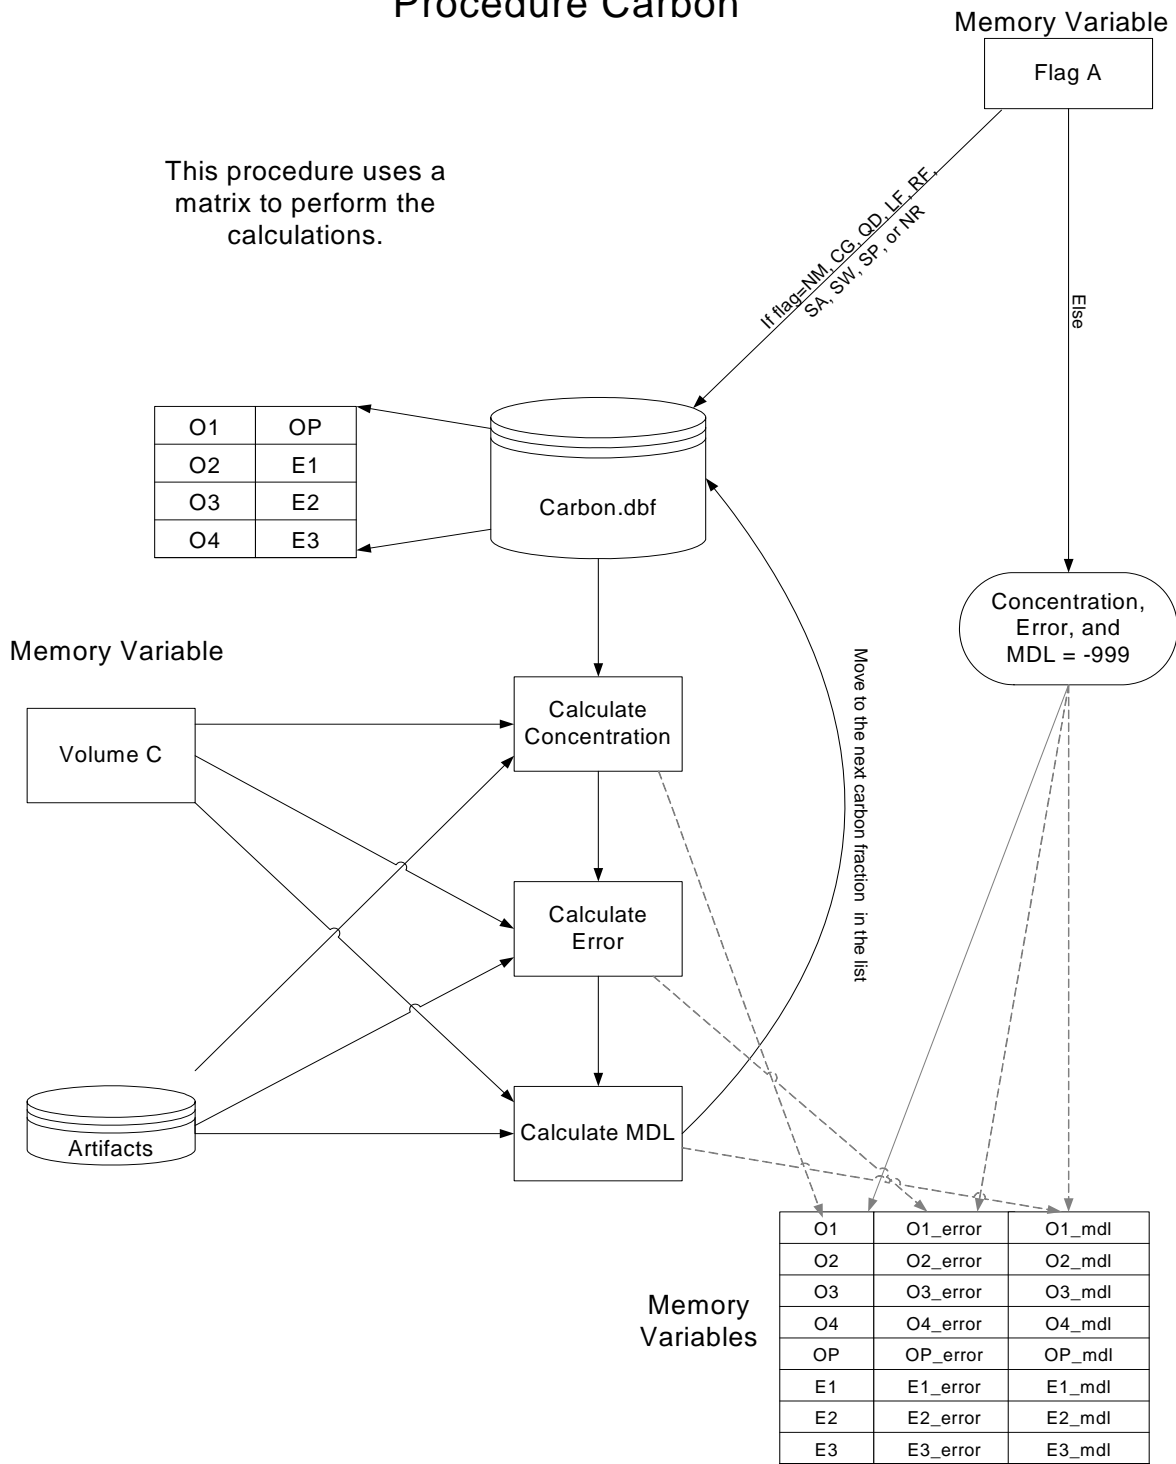 Procedure Carbon
Memory Variable
Flag A
This procedure uses a
matrix to perform the
calculations.
If flag=NM, CG, QD, LF, RF,
SA, SW, SP, or NR
Else
O1 OP
O2 E1
O3 E2
O4 E3
Carbon.dbf
Concentration,
Error, and
MDL = -999
Memory Variable
Volume C
Calculate
Concentration
Move to the next carbon fraction in the list
Calculate
Error
Artifacts
Calculate MDL
Memory
Variables
O1 O1_error O1_mdl
O2 O2_error O2_mdl
O3 O3_error O3_mdl
O4 O4_error O4_mdl
OP OP_error OP_mdl
E1 E1_error E1_mdl
E2 E2_error E2_mdl
E3 E3_error E3_mdl